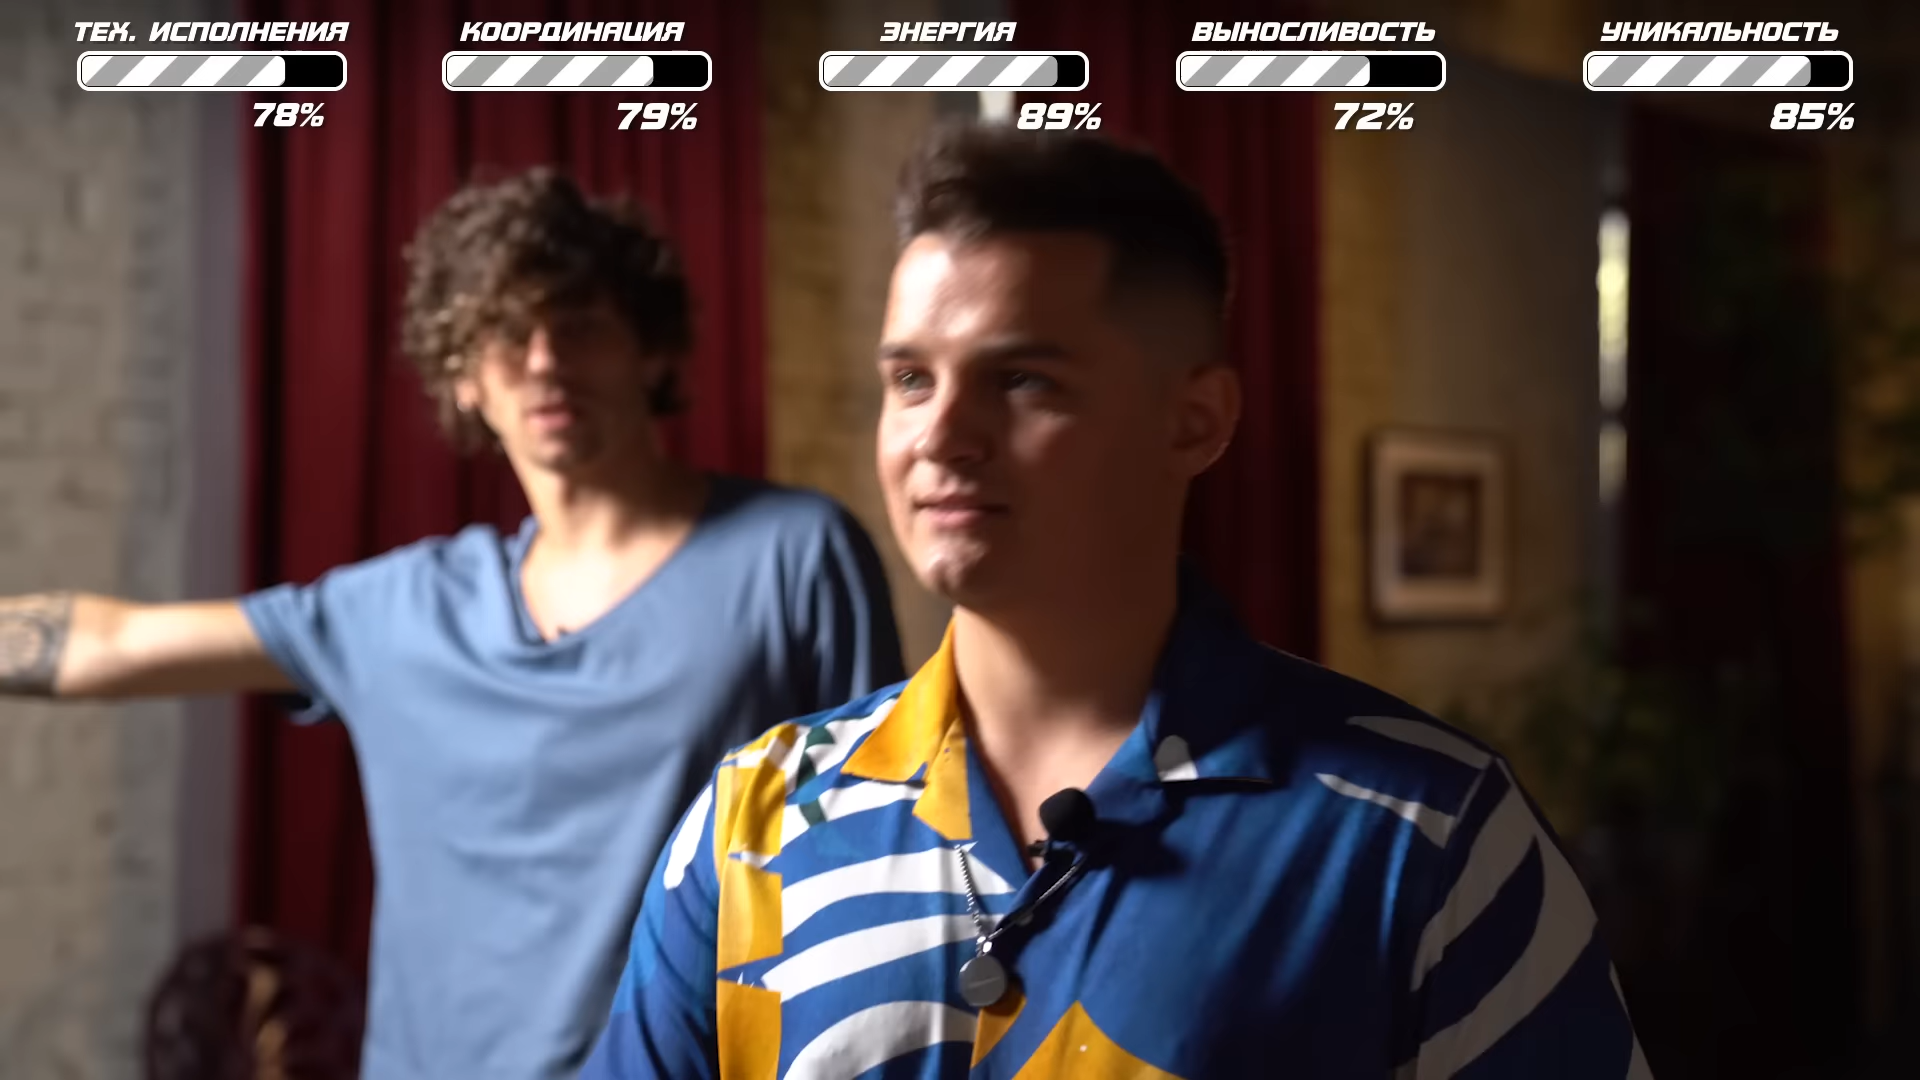 ТЕХ. ИСПОЛНЕНИЯ
78%
КООРДИНАЦИЯ
79%
ЭНЕРГИЯ
89%
ВЫНОСЛИВОСТЬ
72%
УНИКАЛЬНОСТЬ
85%